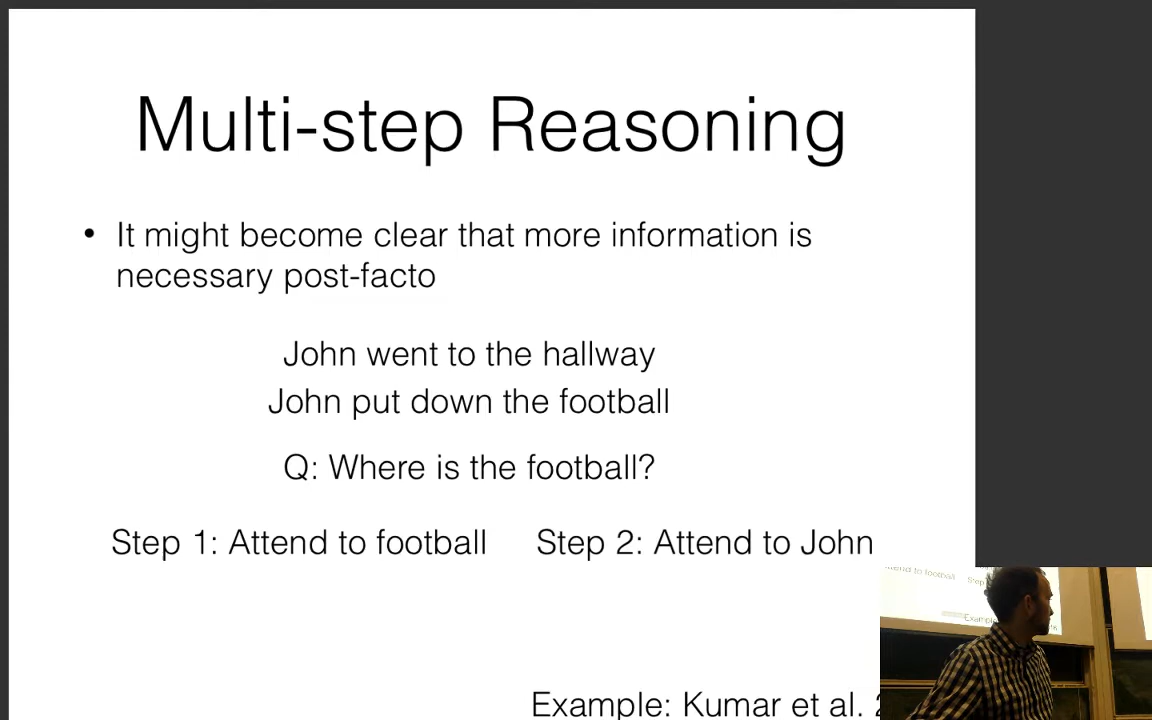 Multi-step Reasoning
• It might become clear that more information is
necessary post-facto
John went to the hallway
John put down the football
Q: Where is the football?
Step 1: Attend to football Step 2: Attend to John
Example: Kumar et al.